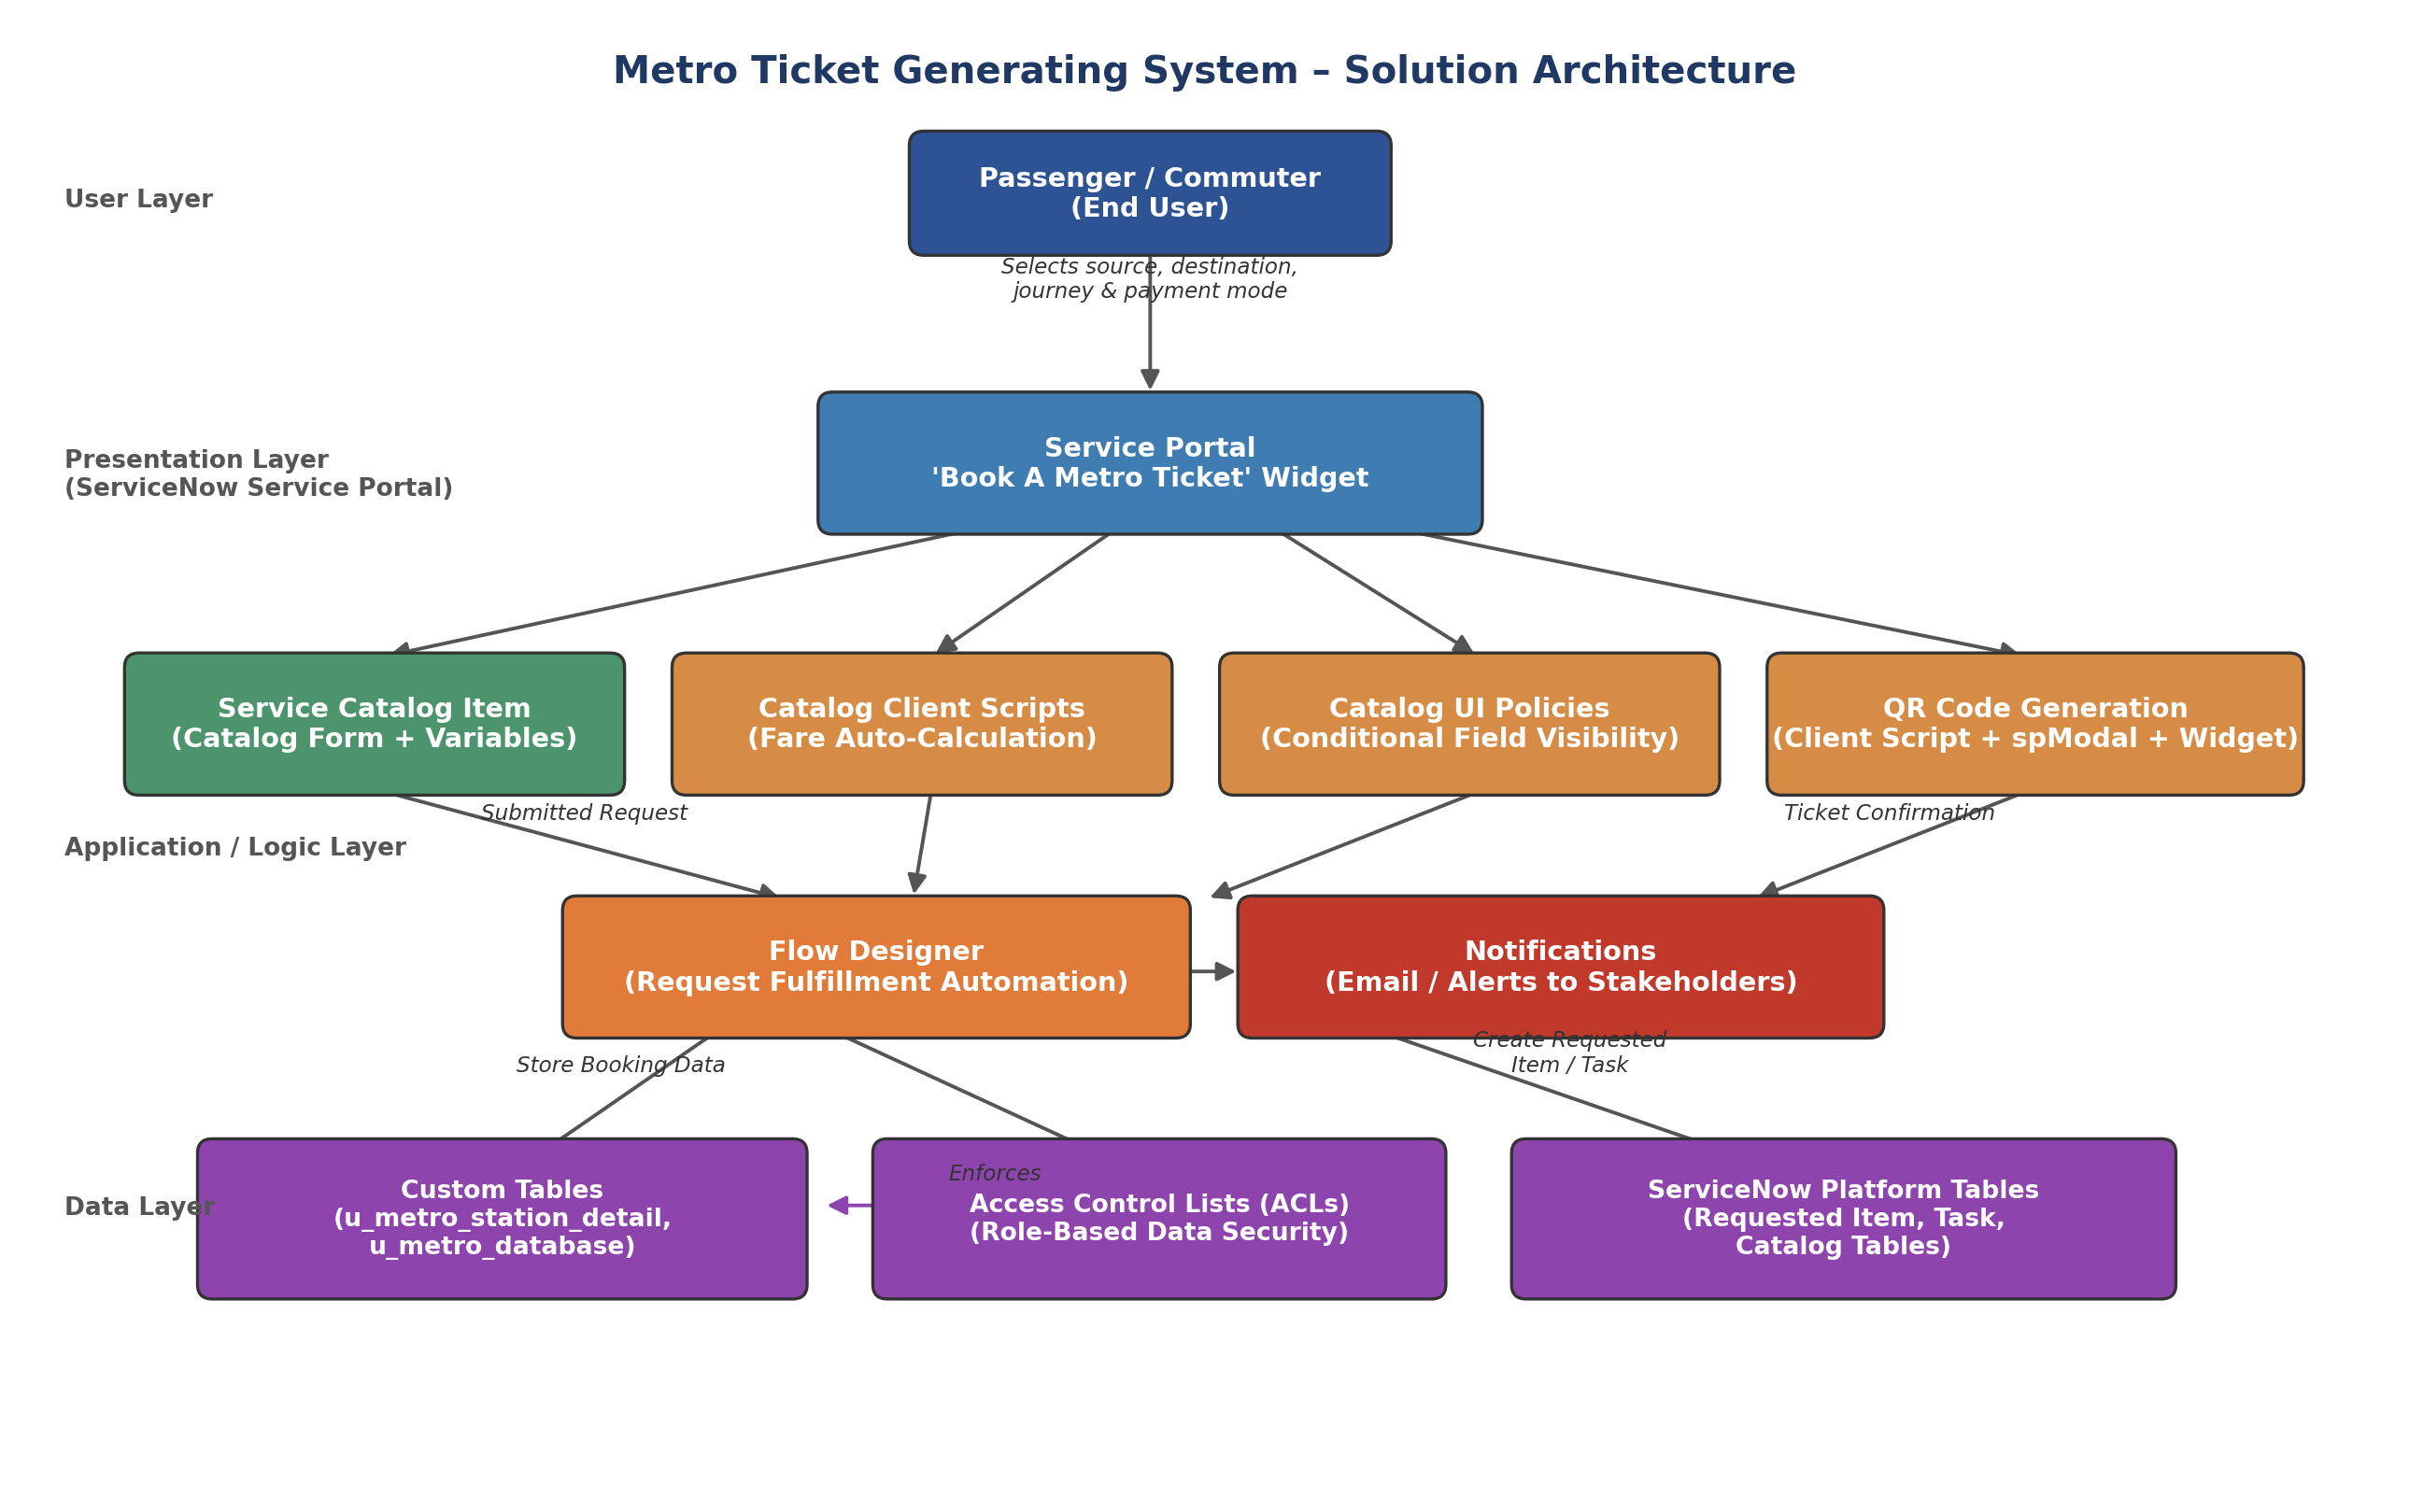 Metro Ticket Generating System – Solution Architecture
Passenger / Commuter
(End User)
User Layer
Selects source, destination,
journey & payment mode
Presentation Layer
(ServiceNow Service Portal)
Service Portal
'Book A Metro Ticket' Widget
Service Catalog Item
(Catalog Form + Variables)
Catalog Client Scripts
(Fare Auto-Calculation)
Catalog UI Policies
(Conditional Field Visibility)
QR Code Generation
(Client Script + spModal + Widget)
Submitted Request
Ticket Confirmation
Application / Logic Layer
Flow Designer
(Request Fulfillment Automation)
Notifications
(Email / Alerts to Stakeholders)
Store Booking Data
Create Requested
Item / Task
Data Layer
Custom Tables
(u_metro_station_detail,
u_metro_database)
Enforces
Access Control Lists (ACLs)
(Role-Based Data Security)
ServiceNow Platform Tables
(Requested Item, Task,
Catalog Tables)